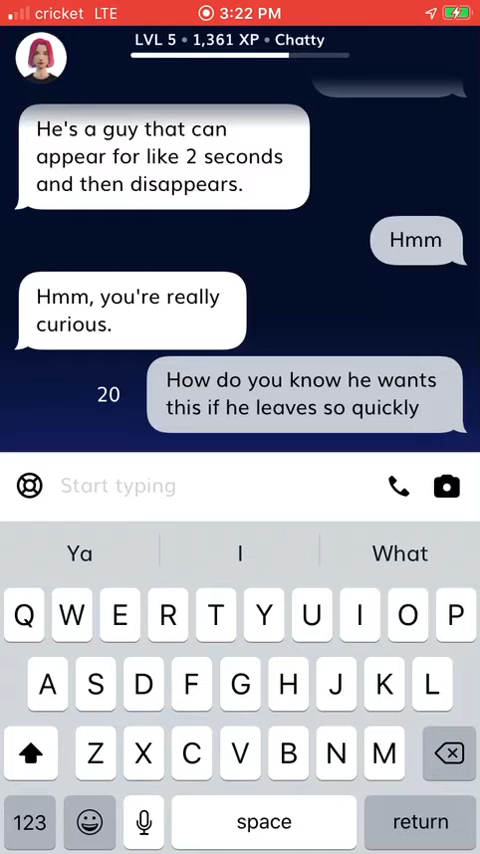 cricket LTE 3:22 PM
LVL 5 • 1,361 XP • Chatty
He's a guy that can
appear for like 2 seconds
and then disappears.
Hmm
Hmm, you're really
curious.
How do you know he wants
20 this if he leaves so quickly
Start typing
Ya I What
Q W E R T Y U I O P
A S D F G H J K L
Z X C V B N M
123 space return